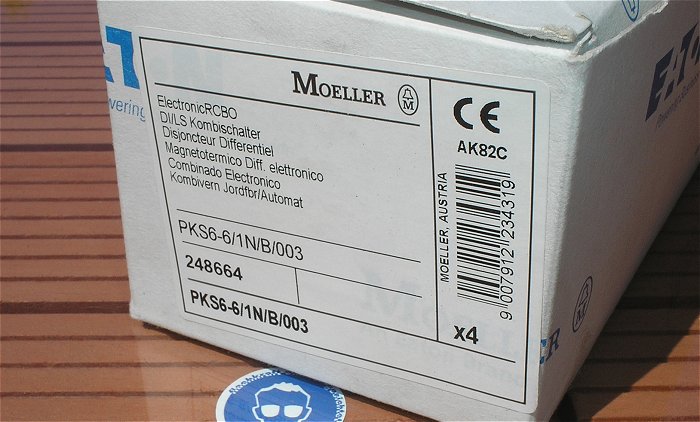 MOELLER
M
ElectronicRCBO
DI/LS Kombischalter
Disjoncteur Differentiel
Magnetotermico Diff. elettronico
Combinado Electronico
Kombivern Jordfbr/Automat
PKS6-6/1N/B/003
248664
PKS6-6/1N/B/003
CE
AK82C
MOELLER, AUSTRIA
9 007912 234319
x4